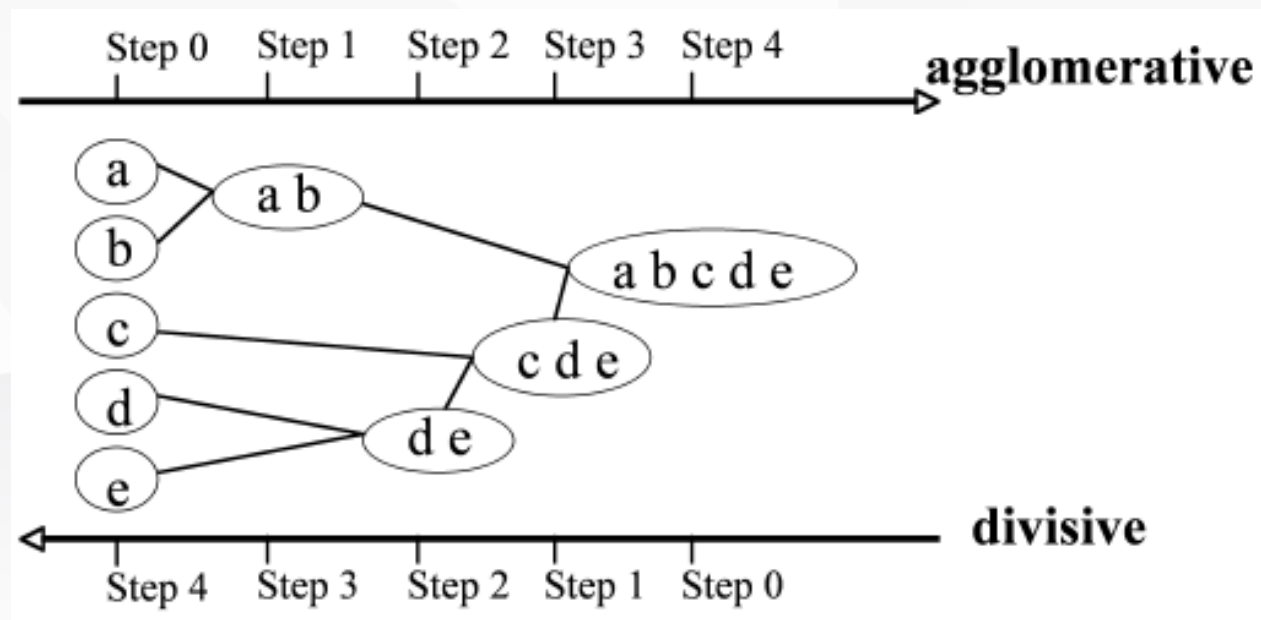 Step 0 Step 1 Step 2 Step 3 Step 4
agglomerative
a
a b
b
a b c d e
c
c d e
d
d e
e
divisive
Step 4 Step 3 Step 2 Step 1 Step 0